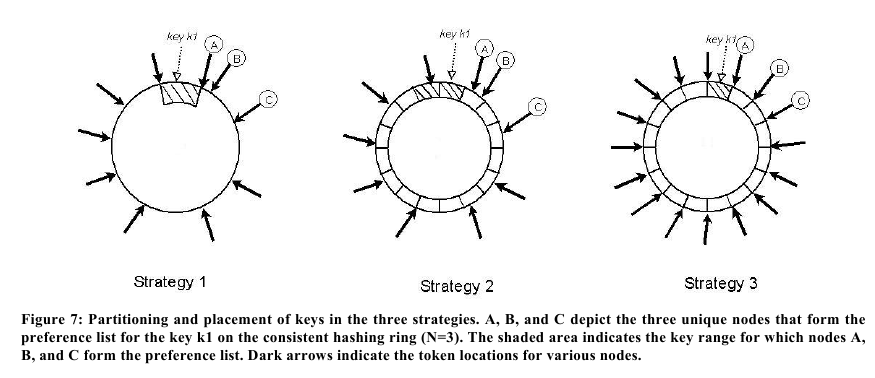 key k1
A
B
C
key k1
A
B
C
key k1
A
B
C
Strategy 1
Strategy 2
Strategy 3
Figure 7: Partitioning and placement of keys in the three strategies. A, B, and C depict the three unique nodes that form the
preference list for the key k1 on the consistent hashing ring (N=3). The shaded area indicates the key range for which nodes A,
B, and C form the preference list. Dark arrows indicate the token locations for various nodes.